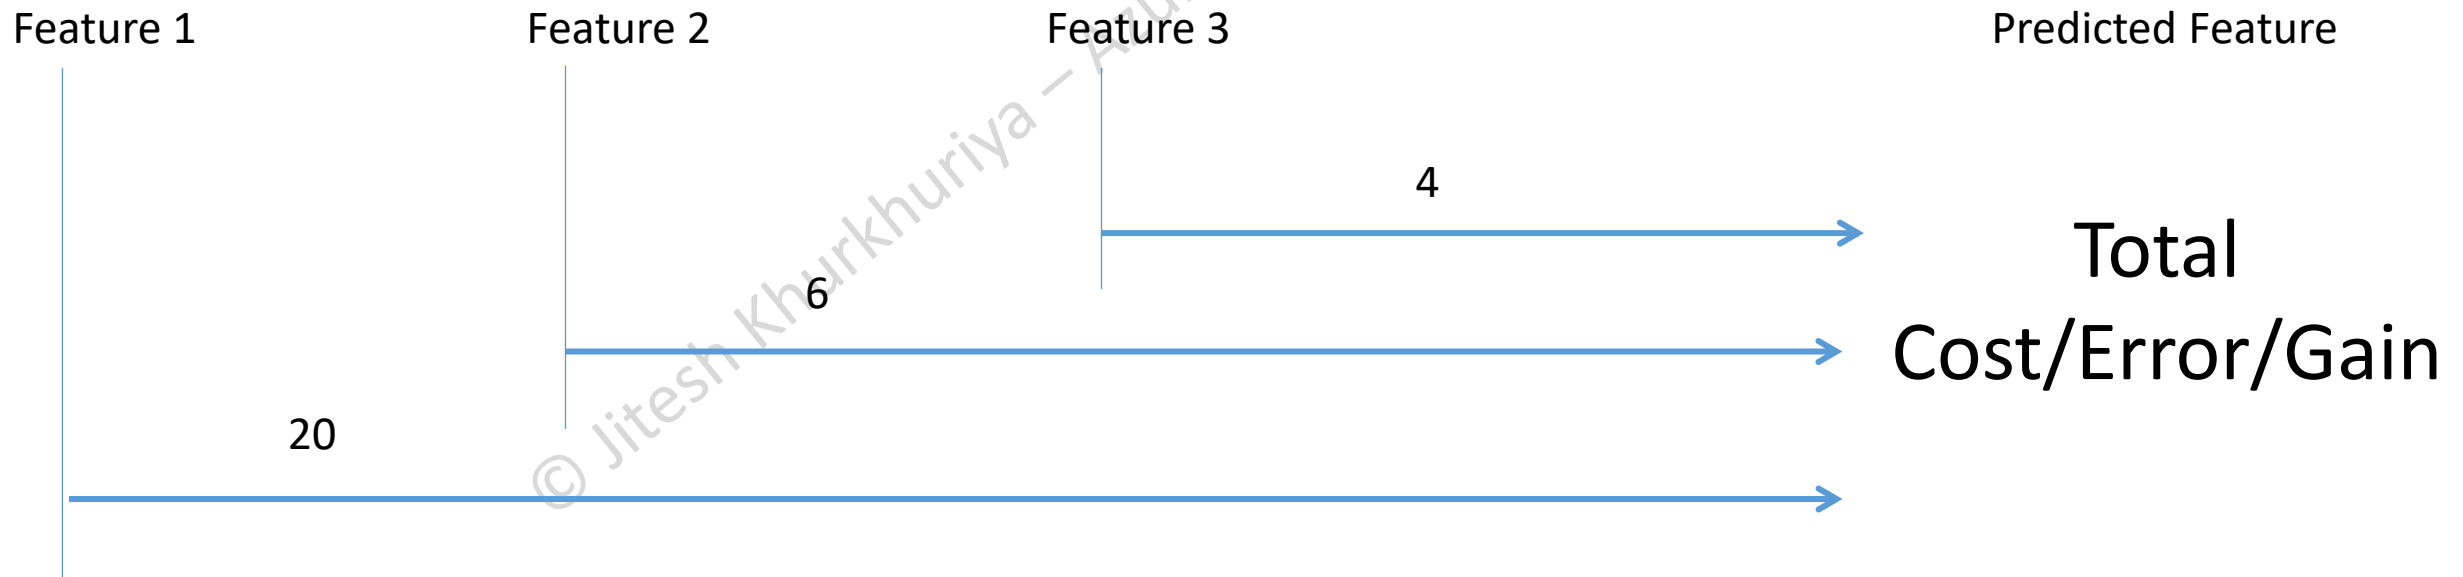 Feature 1 Feature 2 Feature 3 Predicted Feature
4
Total
6
Cost/Error/Gain
20
© Jitesh Khurkhuriya –